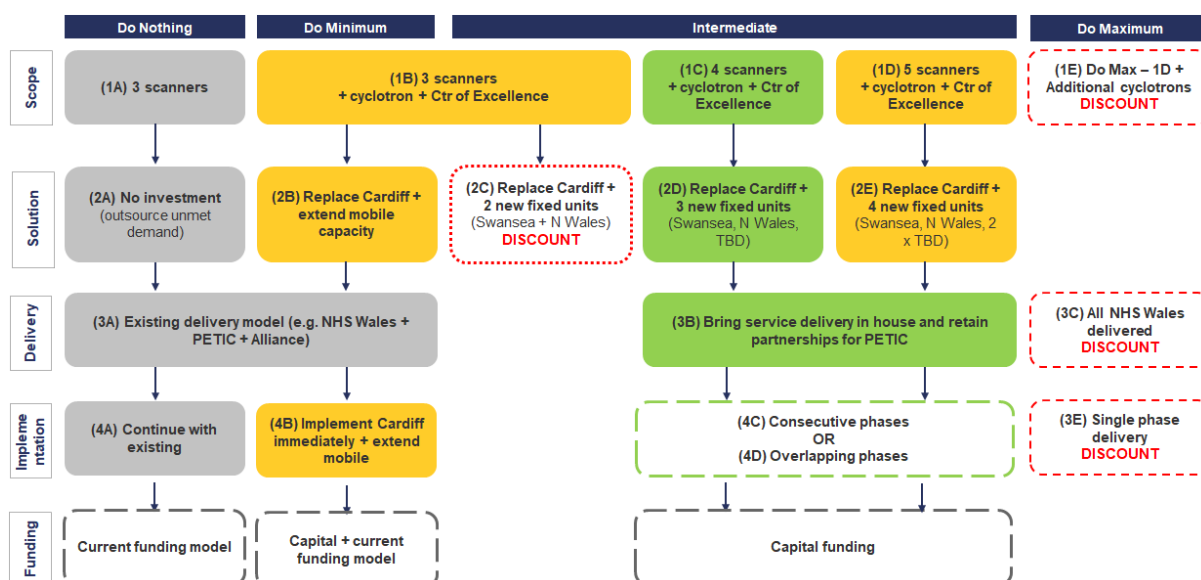 Do Nothing
Do Minimum
Intermediate
Do Maximum
Scope
(1A) 3 scanners
(1B) 3 scanners
+ cyclotron + Ctr of Excellence
(1C) 4 scanners
+ cyclotron + Ctr of
Excellence
(1D) 5 scanners
+ cyclotron + Ctr of
Excellence
(1E) Do Max – 1D +
Additional cyclotrons
DISCOUNT
Solution
(2A) No investment
(outsource unmet
demand)
(2B) Replace Cardiff +
extend mobile
capacity
(2C) Replace Cardiff +
2 new fixed units
(Swansea + N Wales)
DISCOUNT
(2D) Replace Cardiff +
3 new fixed units
(Swansea, N Wales,
TBD)
(2E) Replace Cardiff +
4 new fixed units
(Swansea, N Wales, 2
x TBD)
Delivery
(3A) Existing delivery model (e.g. NHS Wales +
PETIC + Alliance)
(3B) Bring service delivery in house and retain
partnerships for PETIC
(3C) All NHS Wales
delivered
DISCOUNT
Impleme
ntation
(4A) Continue with
existing
(4B) Implement Cardiff
immediately + extend
mobile
(4C) Consecutive phases
OR
(4D) Overlapping phases
(3E) Single phase
delivery
DISCOUNT
Funding
Current funding model
Capital + current
funding model
Capital funding